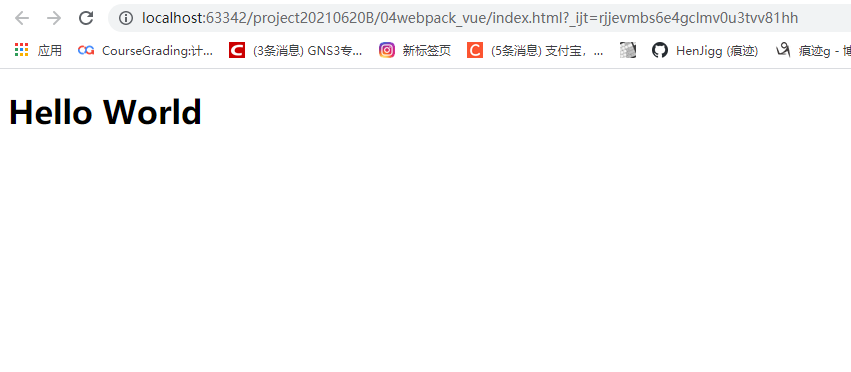 localhost:63342/project20210620B/04webpack_vue/index.html?_ijt=rjjevmbs6e4gclmv0u3tvv81hh
应用 CourseGrading:计... (3条消息) GNS3专... 新标签页 (5条消息) 支付宝，... HenJigg (痕迹) 痕迹g - 博
Hello World